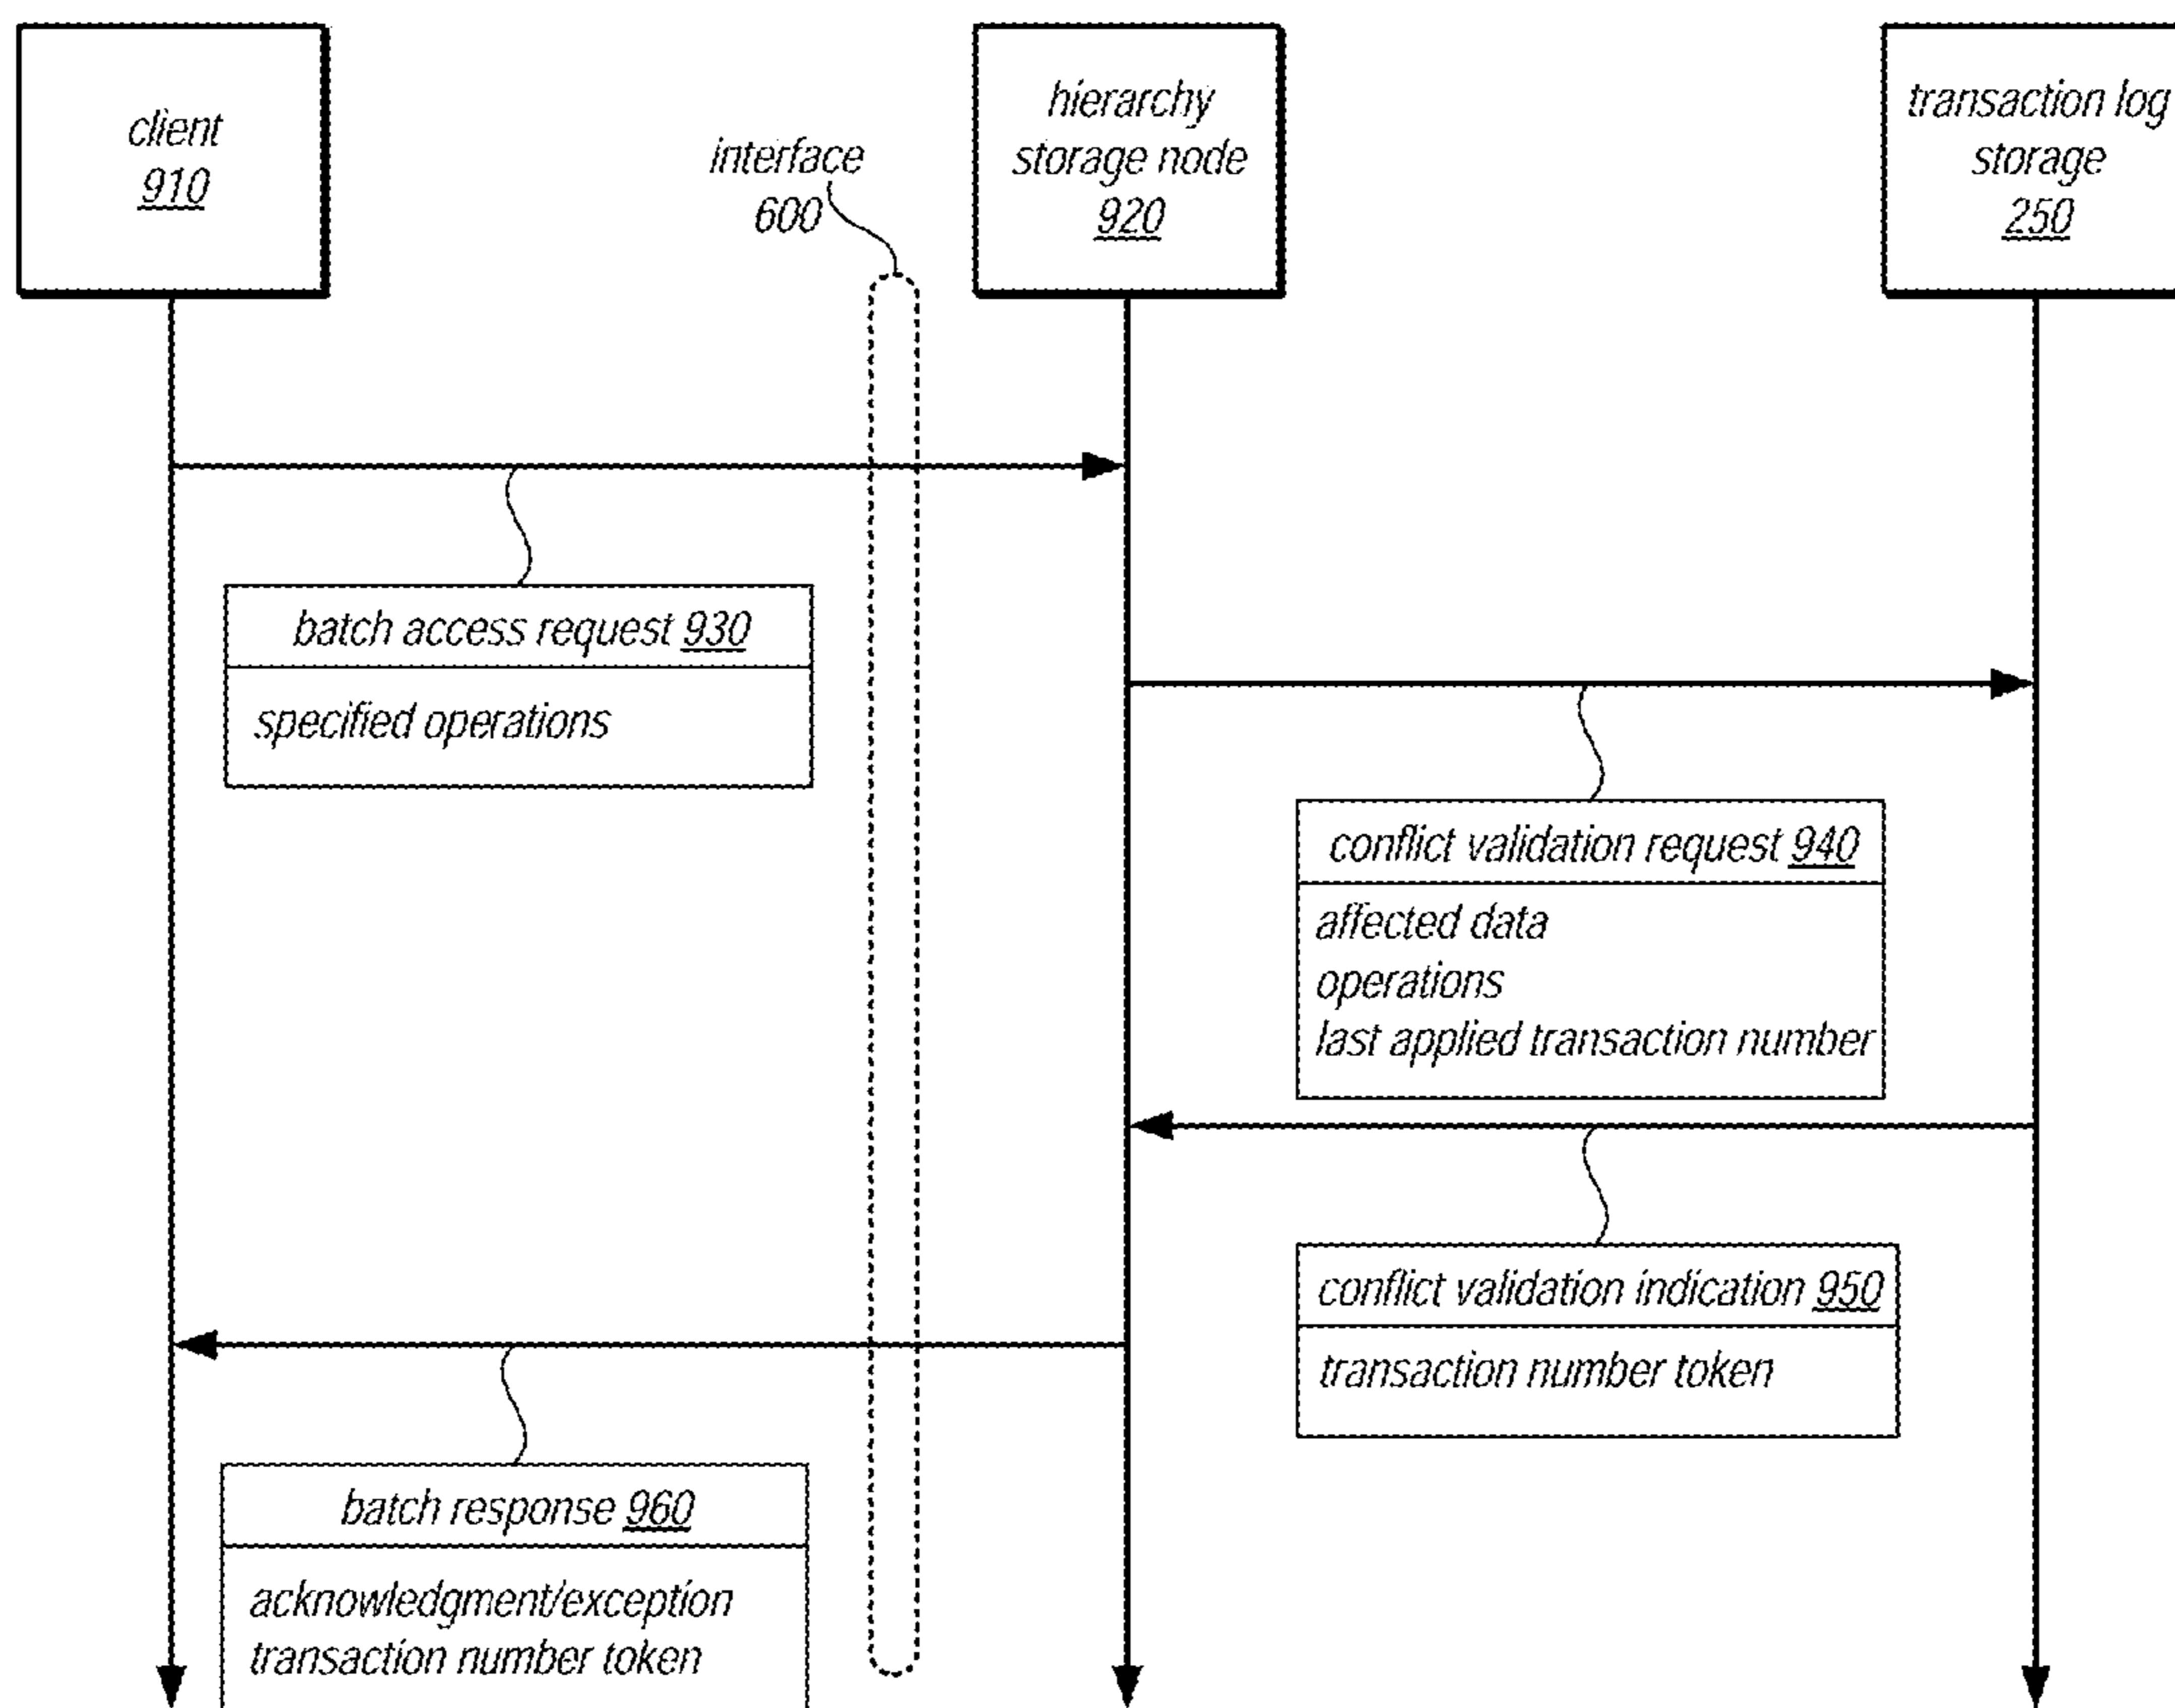 client
910
interface
600
hierarchy
storage node
920
transaction log
storage
250
batch access request 930
specified operations
conflict validation request 940
affected data
operations
last applied transaction number
conflict validation indication 950
transaction number token
batch response 960
acknowledgment/exception
transaction number token